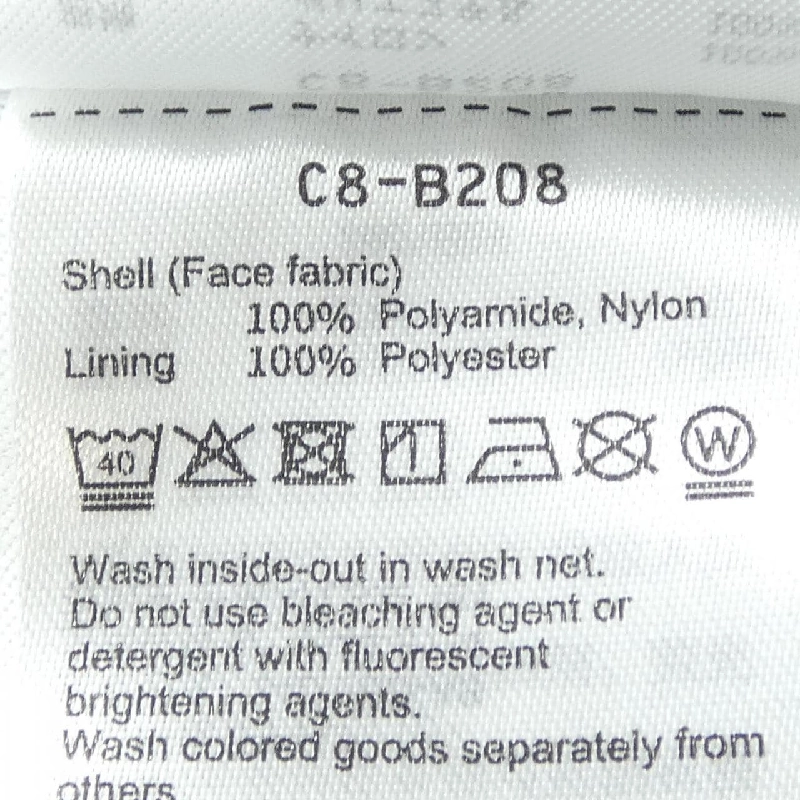 C8-B208
Shell (Face fabric)
100% Polyamide, Nylon
Lining 100% Polyester
40
W
Wash inside-out in wash net.
Do not use bleaching agent or
detergent with fluorescent
brightening agents.
Wash colored goods separately from
others